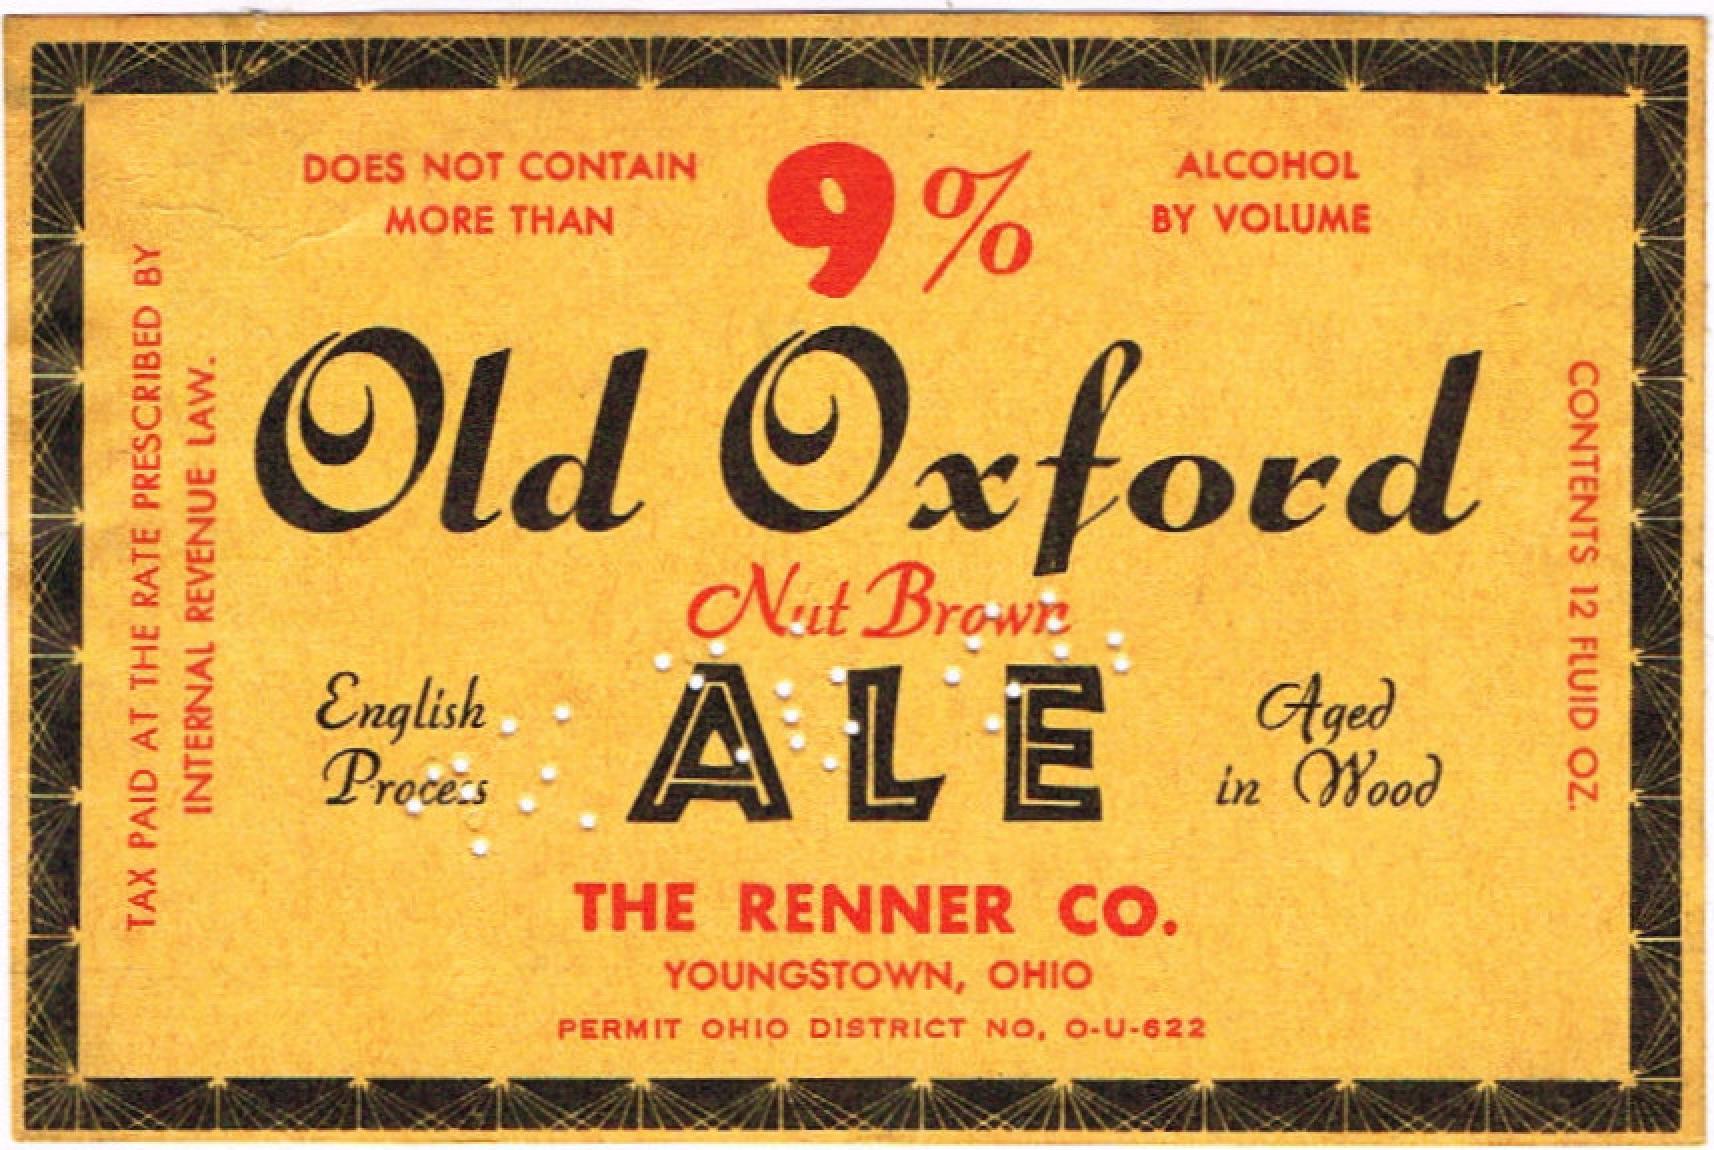 DOES NOT CONTAIN
MORE THAN
9%
ALCOHOL
BY VOLUME
TAX PAID AT THE RATE PRESCRIBED BY
INTERNAL REVENUE LAW.
Old Oxford
Nut Brown
ALE
English
Process
Aged
in Wood
CONTENTS 12 FLUID OZ.
THE RENNER CO.
YOUNGSTOWN, OHIO
PERMIT OHIO DISTRICT NO. O-U-622